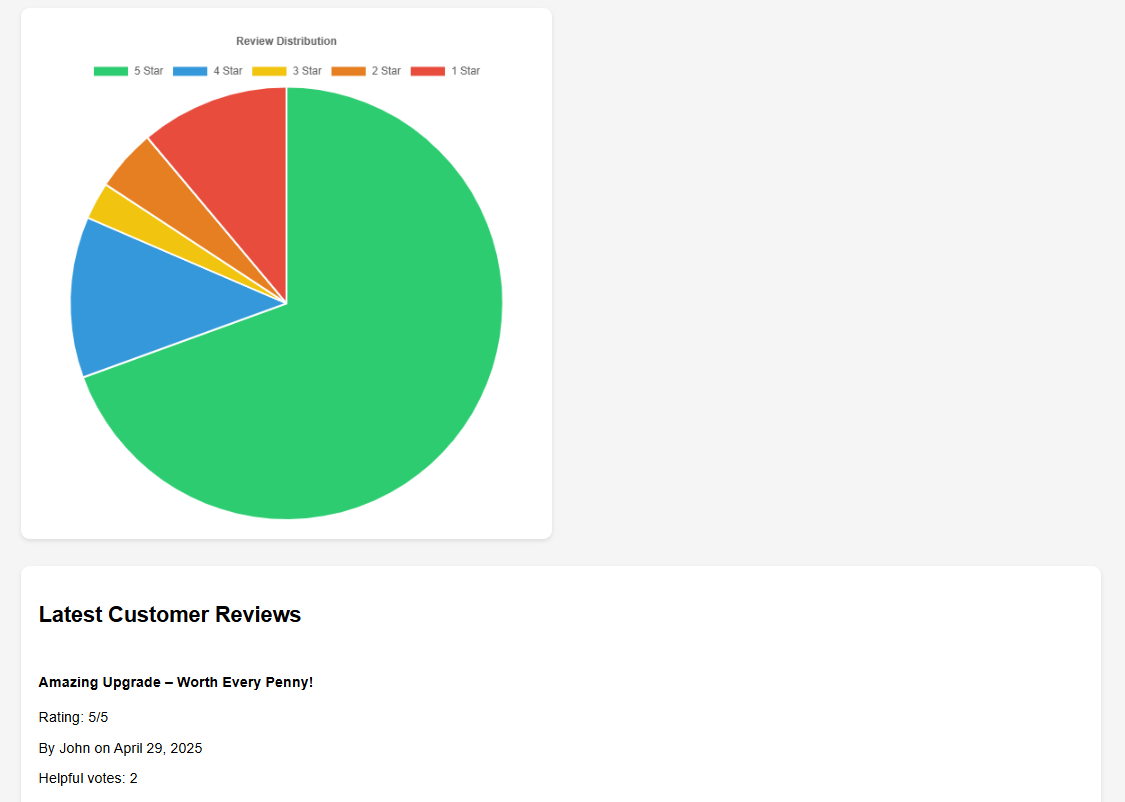 Review Distribution
5 Star 4 Star 3 Star 2 Star 1 Star
Latest Customer Reviews
Amazing Upgrade – Worth Every Penny!
Rating: 5/5
By John on April 29, 2025
Helpful votes: 2